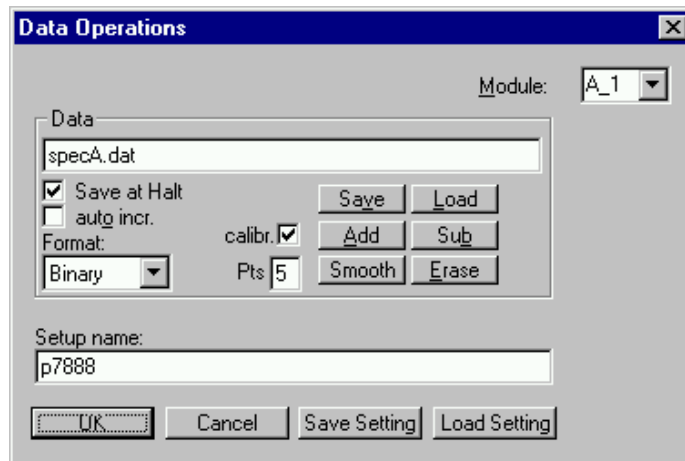 Data Operations
Module: A_1
Data
specA.dat
Save at Halt
auto incr.
Save Load
Format:
calibr.
Add Sub
Binary
Pts 5
Smooth Erase
Setup name:
p7888
OK Cancel Save Setting Load Setting